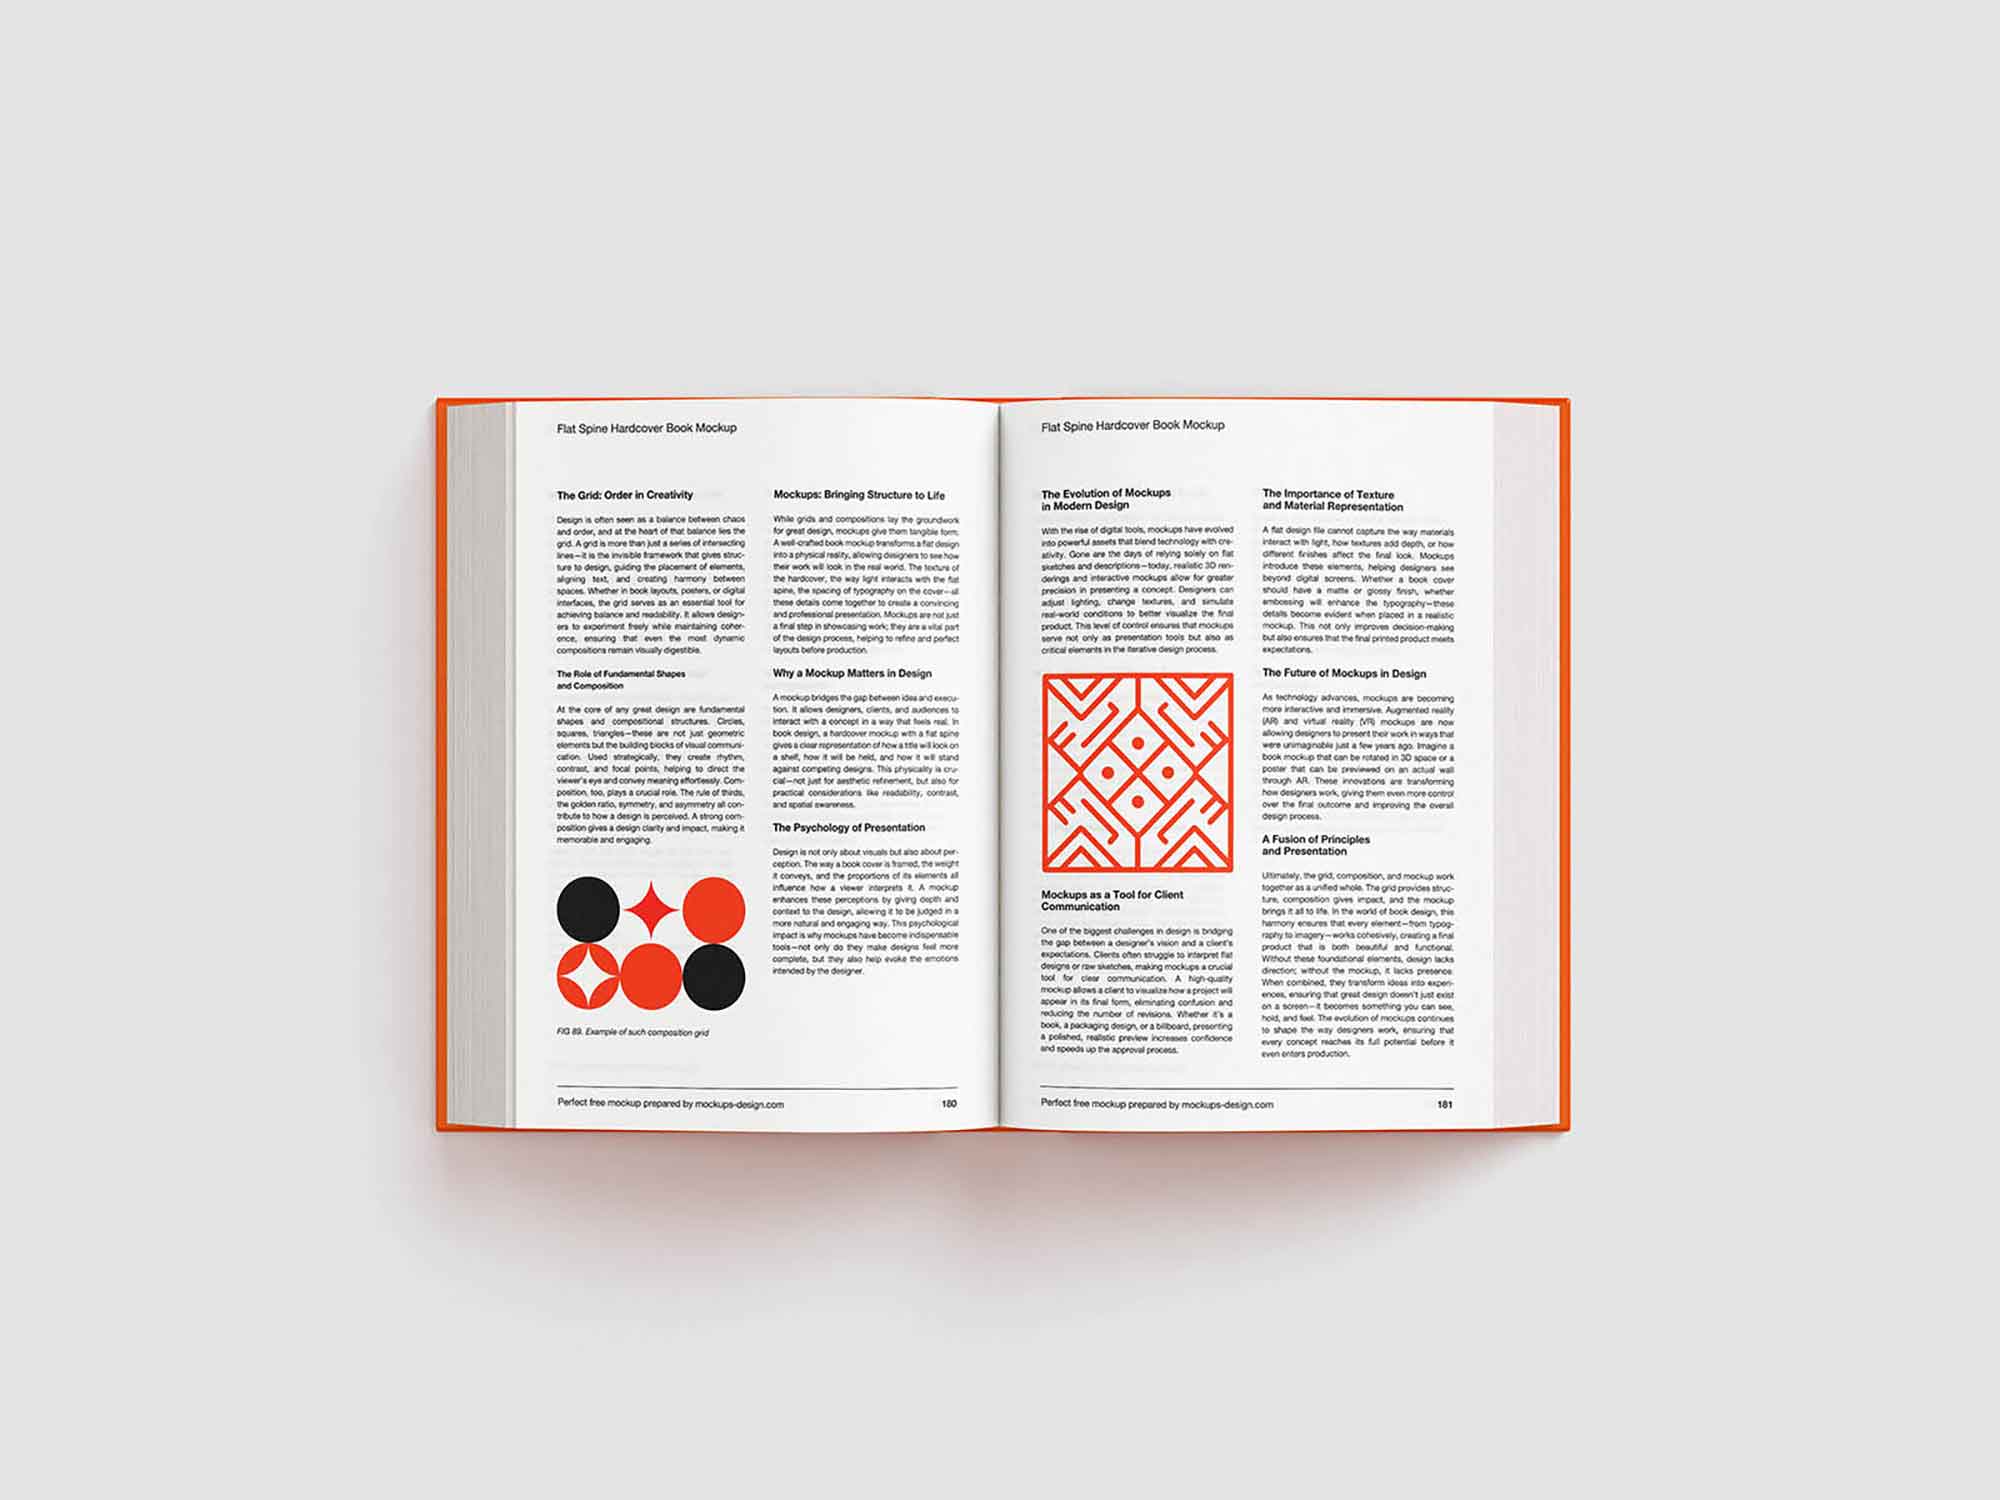 Flat Spine Hardcover Book Mockup
The Grid: Order in Creativity
Design is often seen as a balance between chaos
and order, and at the heart of that balance lies the
grid. A grid is more than just a series of intersecting
lines—it is the invisible framework that gives struc-
ture to design, guiding the placement of elements,
aligning text, and creating harmony between
spaces. Whether in book layouts, posters, or digital
interfaces, the grid serves as an essential tool for
achieving balance and readability. It allows design-
ers to experiment freely while maintaining coher-
ence, ensuring that even the most dynamic
compositions remain visually digestible.
The Role of Fundamental Shapes
and Composition
At the core of any great design are fundamental
shapes and compositional structures. Circles,
squares, triangles—these are not just geometric
elements but the building blocks of visual communi-
cation. Used strategically, they create rhythm,
contrast, and focal points, helping to direct the
viewer's eye and convey meaning effortlessly. Com-
position, too, plays a crucial role. The rule of thirds,
the golden ratio, symmetry, and asymmetry all con-
tribute to how a design is perceived. A strong com-
position gives a design clarity and impact, making it
memorable and engaging.
FIG 89. Example of such composition grid
Mockups: Bringing Structure to Life
While grids and compositions lay the groundwork
for great design, mockups give them tangible form.
A well-crafted book mockup transforms a flat design
into a physical reality, allowing designers to see how
their work will look in the real world. The texture of
the hardcover, the way light interacts with the flat
spine, the spacing of typography on the cover—all
these details come together to create a convincing
and professional presentation. Mockups are not just
a final step in showcasing work; they are a vital part
of the design process, helping to refine and perfect
layouts before production.
Why a Mockup Matters in Design
A mockup bridges the gap between idea and execu-
tion. It allows designers, clients, and audiences to
interact with a concept in a way that feels real. In
book design, a hardcover mockup with a flat spine
gives a clear representation of how a title will look on
a shelf, how it will be held, and how it will stand
against competing designs. This physicality is cru-
cial—not just for aesthetic refinement, but also for
practical considerations like readability, contrast,
and spatial awareness.
The Psychology of Presentation
Design is not only about visuals but also about per-
ception. The way a book cover is framed, the weight
it conveys, and the proportions of its elements all
influence how a viewer interprets it. A mockup
enhances these perceptions by giving depth and
context to the design, allowing it to be judged in a
more natural and engaging way. This psychological
impact is why mockups have become indispensable
tools—not only do they make designs feel more
complete, but they also help evoke the emotions
intended by the designer.
Perfect free mockup prepared by mockups-design.com
180
Flat Spine Hardcover Book Mockup
The Evolution of Mockups
in Modern Design
With the rise of digital tools, mockups have evolved
into powerful assets that blend technology with cre-
ativity. Gone are the days of relying solely on flat
sketches and descriptions—today, realistic 3D ren-
derings and interactive mockups allow for greater
precision in presenting a concept. Designers can
adjust lighting, change textures, and simulate
real-world conditions to better visualize the final
product. This level of control ensures that mockups
serve not only as presentation tools but also as
critical elements in the iterative design process.
Mockups as a Tool for Client
Communication
One of the biggest challenges in design is bridging
the gap between a designer's vision and a client's
expectations. Clients often struggle to interpret flat
designs or raw sketches, making mockups a crucial
tool for clear communication. A high-quality
mockup allows a client to visualize how a project will
appear in its final form, eliminating confusion and
reducing the number of revisions. Whether it's a
book, a packaging design, or a billboard, presenting
a polished, realistic preview increases confidence
and speeds up the approval process.
The Importance of Texture
and Material Representation
A flat design file cannot capture the way materials
interact with light, how textures add depth, or how
different finishes affect the final look. Mockups
introduce these elements, helping designers see
beyond digital screens. Whether a book cover
should have a matte or glossy finish, whether
embossing will enhance the typography—these
details become evident when placed in a realistic
mockup. This not only improves decision-making
but also ensures that the final printed product meets
expectations.
The Future of Mockups in Design
As technology advances, mockups are becoming
more interactive and immersive. Augmented reality
(AR) and virtual reality (VR) mockups are now
allowing designers to present their work in ways that
were unimaginable just a few years ago. Imagine a
book mockup that can be rotated in 3D space or a
poster that can be previewed on an actual wall
through AR. These innovations are transforming
how designers work, giving them even more control
over the final outcome and improving the overall
design process.
A Fusion of Principles
and Presentation
Ultimately, the grid, composition, and mockup work
together as a unified whole. The grid provides struc-
ture, composition gives impact, and the mockup
brings it all to life. In the world of book design, this
harmony ensures that every element—from typog-
raphy to imagery—works cohesively, creating a final
product that is both beautiful and functional.
Without these foundational elements, design lacks
direction; without the mockup, it lacks presence.
When combined, they transform ideas into experi-
ences, ensuring that great design doesn't just exist
on a screen—it becomes something you can see,
hold, and feel. The evolution of mockups continues
to shape the way designers work, ensuring that
every concept reaches its full potential before it
even enters production.
Perfect free mockup prepared by mockups-design.com
181